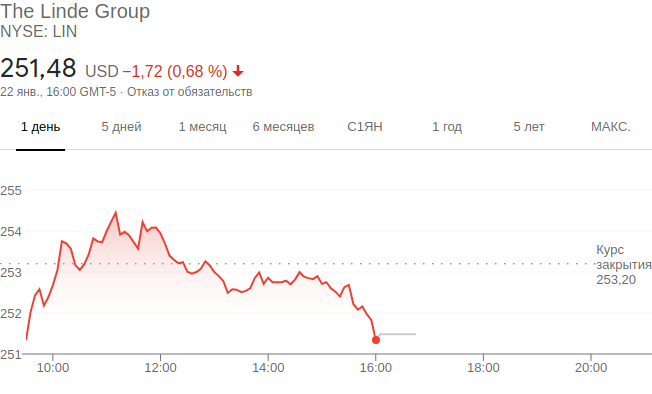 The Linde Group
NYSE: LIN
251,48 USD −1,72 (0,68 %)
22 янв., 16:00 GMT-5 · Отказ от обязательств
1 день 5 дней 1 месяц 6 месяцев С1ЯН 1 год 5 лет МАКС.
255
254
Курс
закрытия
253,20
253
252
251
10:00 12:00 14:00 16:00 18:00 20:00